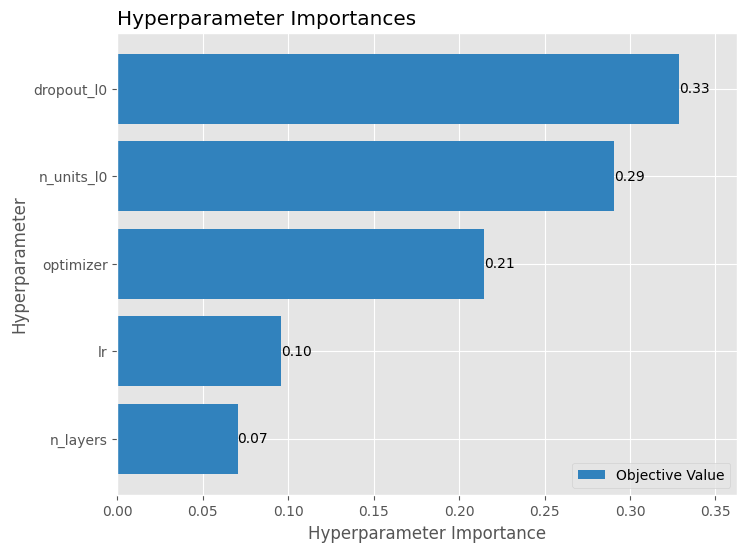 Hyperparameter Importances
Hyperparameter
dropout_l0
0.33
n_units_l0
0.29
optimizer
0.21
lr
0.10
n_layers
0.07
Objective Value
0.00 0.05 0.10 0.15 0.20 0.25 0.30 0.35
Hyperparameter Importance